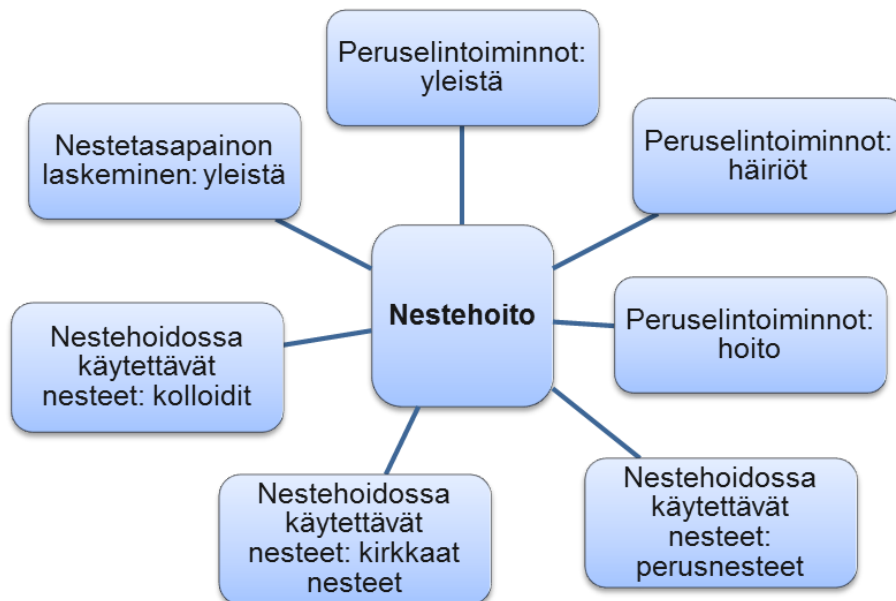 Peruselintoiminnot:
yleistä
Nestetasapainon
laskeminen: yleistä
Peruselintoiminnot:
häiriöt
Nestehoito
Peruselintoiminnot:
hoito
Nestehoidossa
käytettävät
nesteet: kolloidit
Nestehoidossa
käytettävät
nesteet: kirkkaat
nesteet
Nestehoidossa
käytettävät
nesteet:
perusnesteet